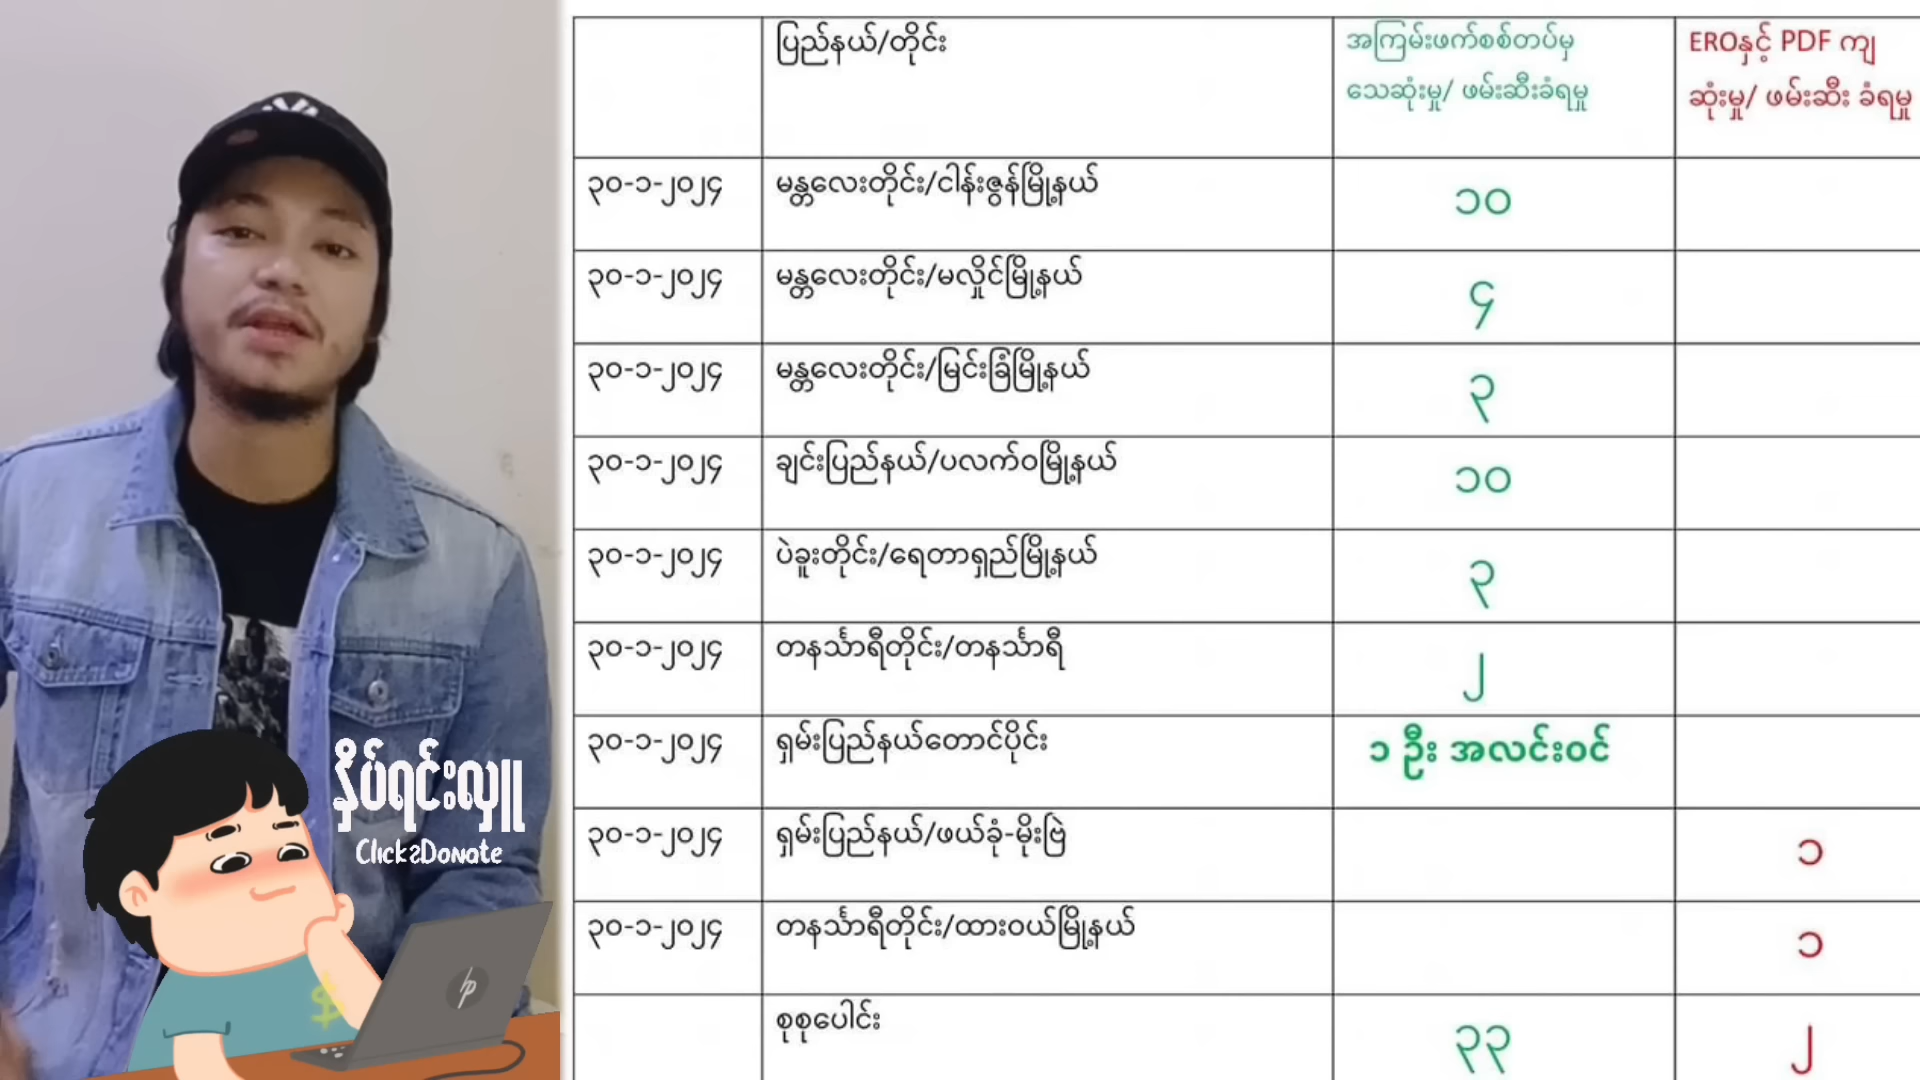 ပြည်နယ်/တိုင်း
အကြမ်းဖက်စစ်တပ်မှ
သေဆုံးမှု/ ဖမ်းဆီးခံရမှု
EROနှင့် PDF ကျ
ဆုံးမှု/ ဖမ်းဆီး ခံရမှု
၃၀-၁-၂၀၂၄ မန္တလေးတိုင်း/ငါန်းဇွန်မြို့နယ် ၁၀
၃၀-၁-၂၀၂၄ မန္တလေးတိုင်း/မလှိုင်မြို့နယ် ၄
၃၀-၁-၂၀၂၄ မန္တလေးတိုင်း/မြင်းခြံမြို့နယ် ၃
၃၀-၁-၂၀၂၄ ချင်းပြည်နယ်/ပလက်ဝမြို့နယ် ၁၀
၃၀-၁-၂၀၂၄ ပဲခူးတိုင်း/ရေတာရှည်မြို့နယ် ၃
၃၀-၁-၂၀၂၄ တနင်္သာရီတိုင်း/တနင်္သာရီ ၂
၃၀-၁-၂၀၂၄ ရှမ်းပြည်နယ်တောင်ပိုင်း ၁ ဦး အလင်းဝင်
၃၀-၁-၂၀၂၄ ရှမ်းပြည်နယ်/ဖယ်ခုံ-မိုးဗြဲ ၁
၃၀-၁-၂၀၂၄ တနင်္သာရီတိုင်း/ထားဝယ်မြို့နယ် ၁
စုစုပေါင်း ၃၃ ၂
နှိပ်ရင်းလှူ
Click2Donate
hp